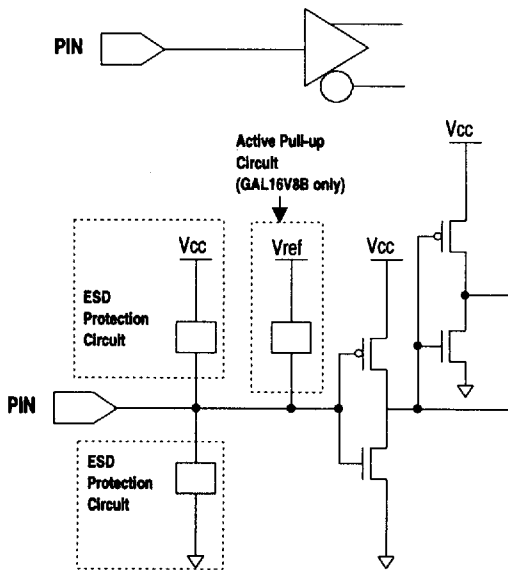 PIN
Active Pull-up
Circuit
(GAL16V8B only)
Vcc
Vcc
Vref
Vcc
ESD
Protection
Circuit
PIN
ESD
Protection
Circuit